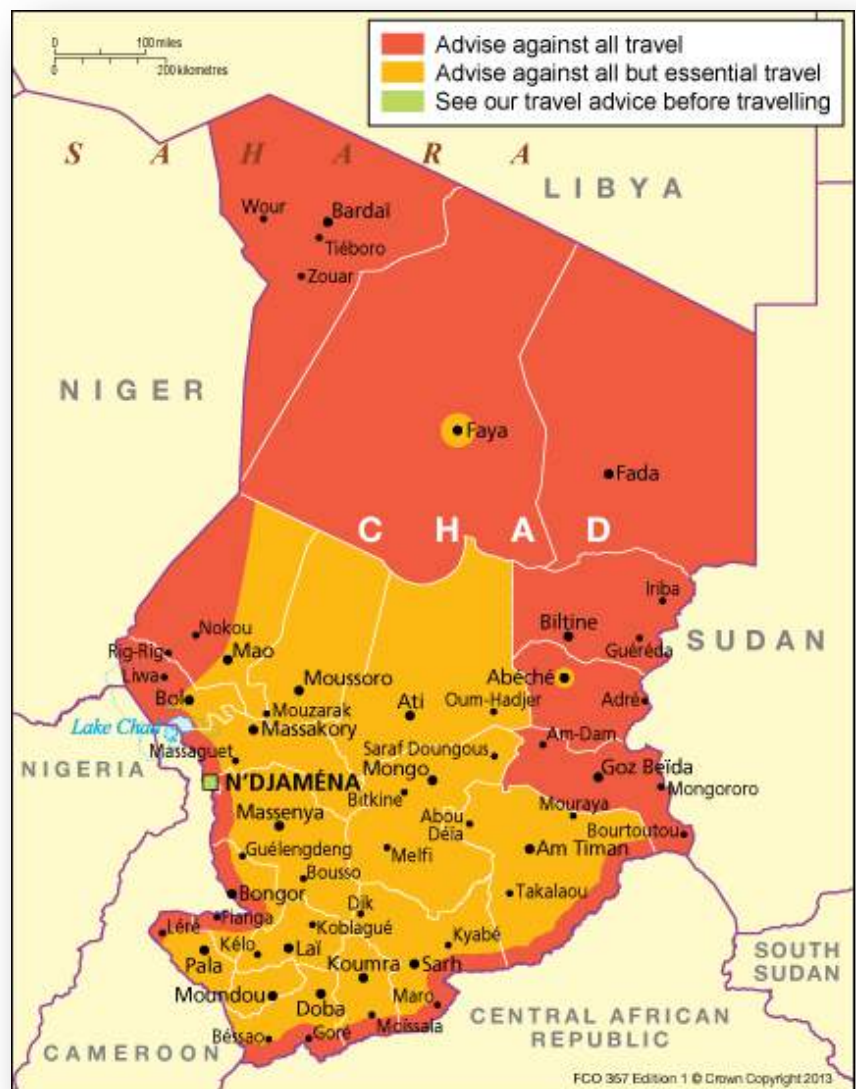 0 100 miles
0 200 kilometres
Advise against all travel
Advise against all but essential travel
See our travel advice before travelling
SAHARA
LIBYA
Wour
Bardaï
Tiéboro
Zouar
NIGER
Faya
Fada
CHAD
Iriba
Biltine
Guéréda
SUDAN
Nokou
Rig-Rig
Mao
Liwa
Bol
Moussoro
Abéché
Mouzarak
Ati
Oum-Hadjer
Adré
Lake Chad
Massakory
Am-Dam
Massaguet
Saraf Doungous
NIGERIA
N'DJAMÉNA
Mongo
Goz Beïda
Bitkine
Mongororo
Massenya
Abou
Déïa
Mouraya
Bourtoutou
Guélengdeng
Melfi
Am Timan
Bousso
Bongor
Takalaou
Djk
Fianga
Léré
Koblagué
Kyabé
Kélo
Laï
Pala
Koumra
Sarh
SOUTH
SUDAN
Moundou
Doba
Maro
Moissala
CENTRAL AFRICAN
REPUBLIC
Béssao
Goré
CAMEROON
FCO 357 Edition 1 © Crown Copyright 2013